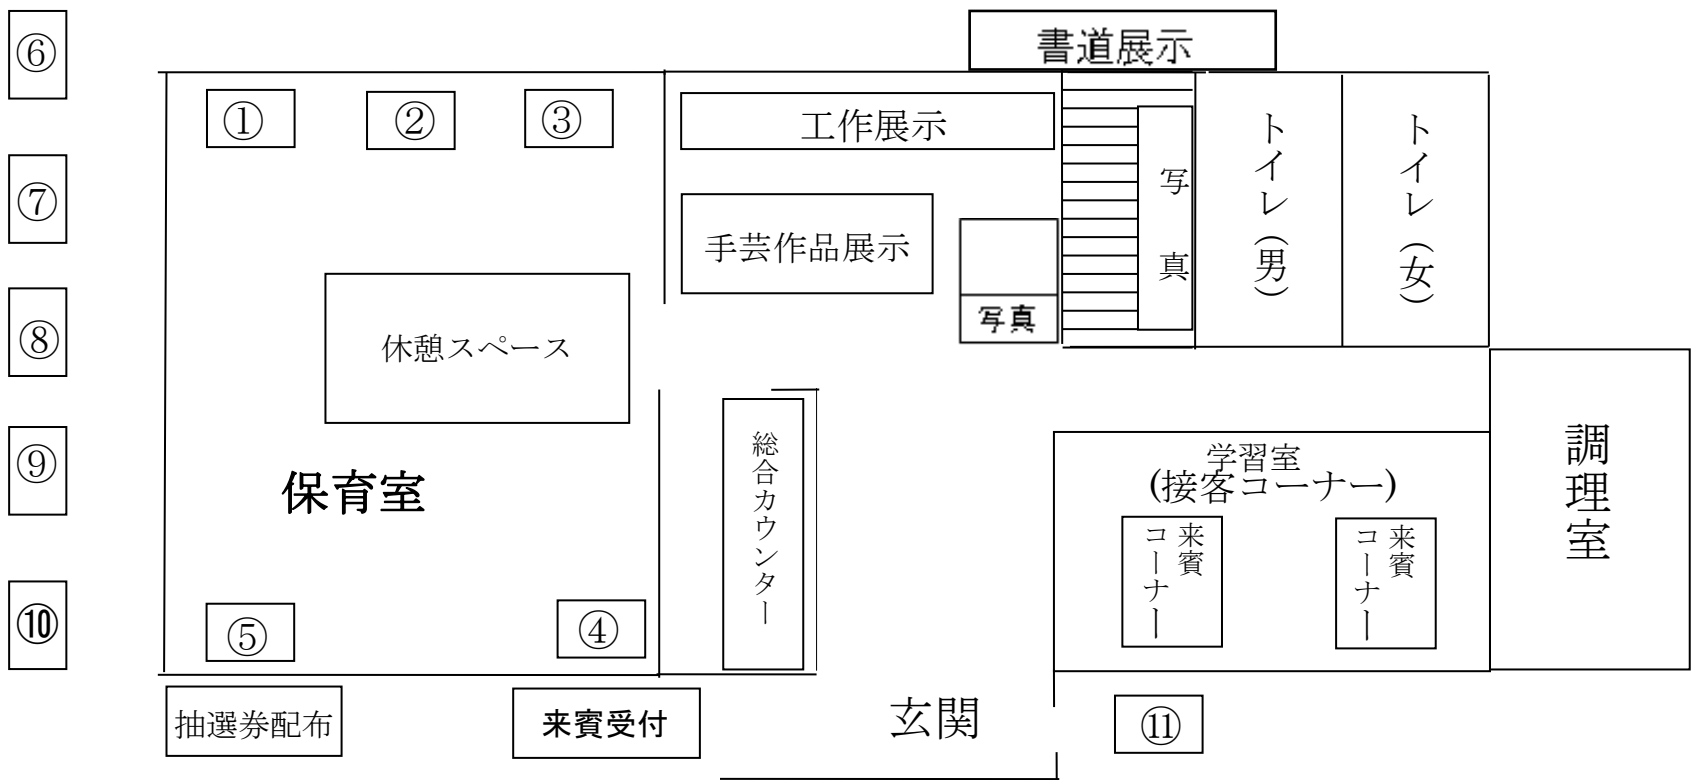 ⑥
書道展示
①
②
③
工作展示
写真
トイレ(男)
トイレ(女)
⑦
手芸作品展示
写真
⑧
休憩スペース
⑨
保育室
総合カウンター
学習室
(接客コーナー)
来賓
コーナー
来賓
コーナー
調理室
⑩
⑤
④
抽選券配布
来賓受付
玄関
⑪